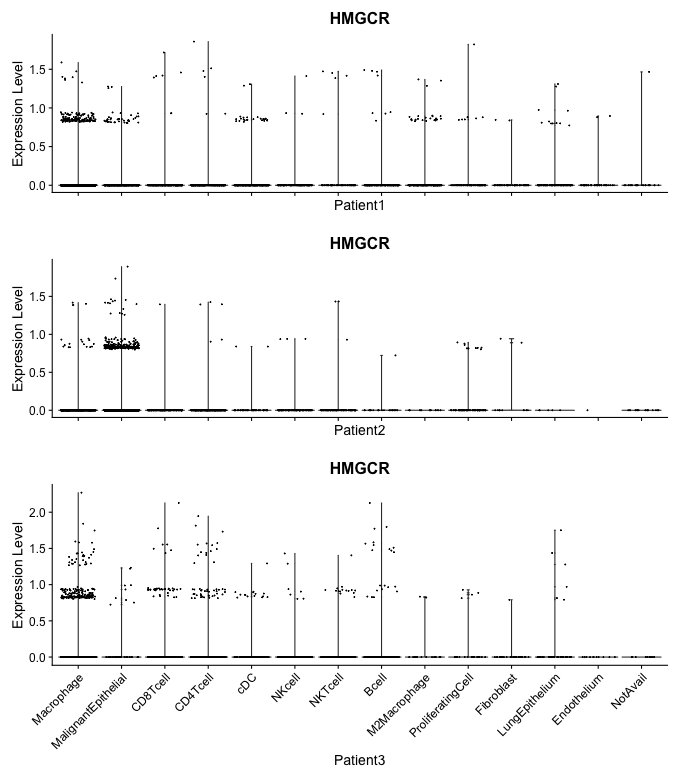 HMGCR
Expression Level
1.5
1.0
0.5
0.0
Patient1
HMGCR
Expression Level
1.5
1.0
0.5
0.0
Patient2
HMGCR
Expression Level
2.0
1.5
1.0
0.5
0.0
Macrophage
MalignantEpithelial
CD8Tcell
CD4Tcell
cDC
NKcell
NKTcell
Bcell
M2Macrophage
ProliferatingCell
Fibroblast
LungEpithelium
Endothelium
NotAvail
Patient3